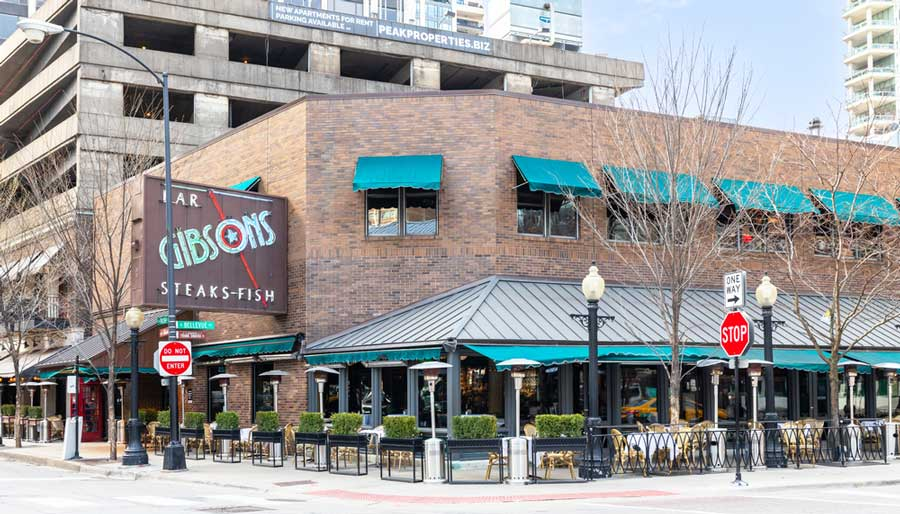 NEW APARTMENTS FOR RENT
PARKING AVAILABLE ...
PEAKPROPERTIES.BIZ
BAR
GIBSONS
STEAKS-FISH
BELLEVUE
DO NOT
ENTER
ONE
WAY
STOP